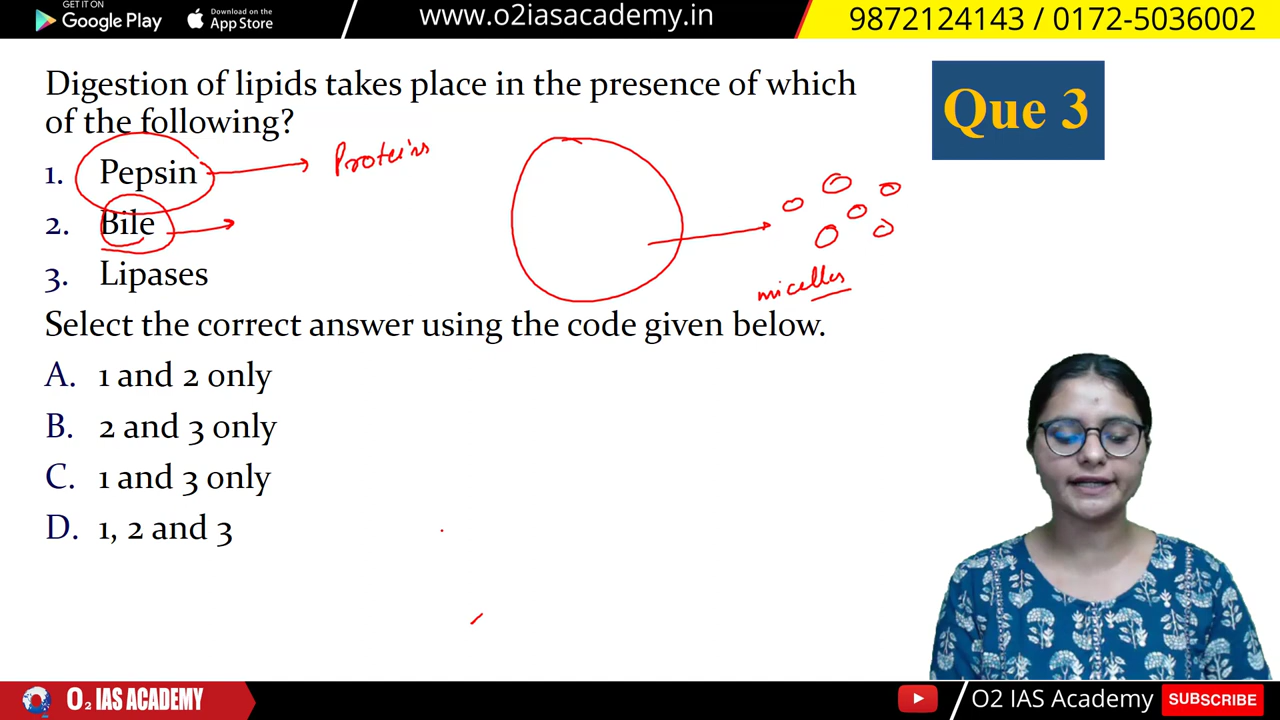 GET IT ON
Google Play
Download on the
App Store
www.o2iasacademy.in
9872124143 / 0172-5036002
Digestion of lipids takes place in the presence of which
of the following?
Que 3
1. Pepsin
Proteins
2. Bile
3. Lipases
micelles
Select the correct answer using the code given below.
A. 1 and 2 only
B. 2 and 3 only
C. 1 and 3 only
D. 1, 2 and 3
O2 IAS ACADEMY
O2 IAS Academy
SUBSCRIBE